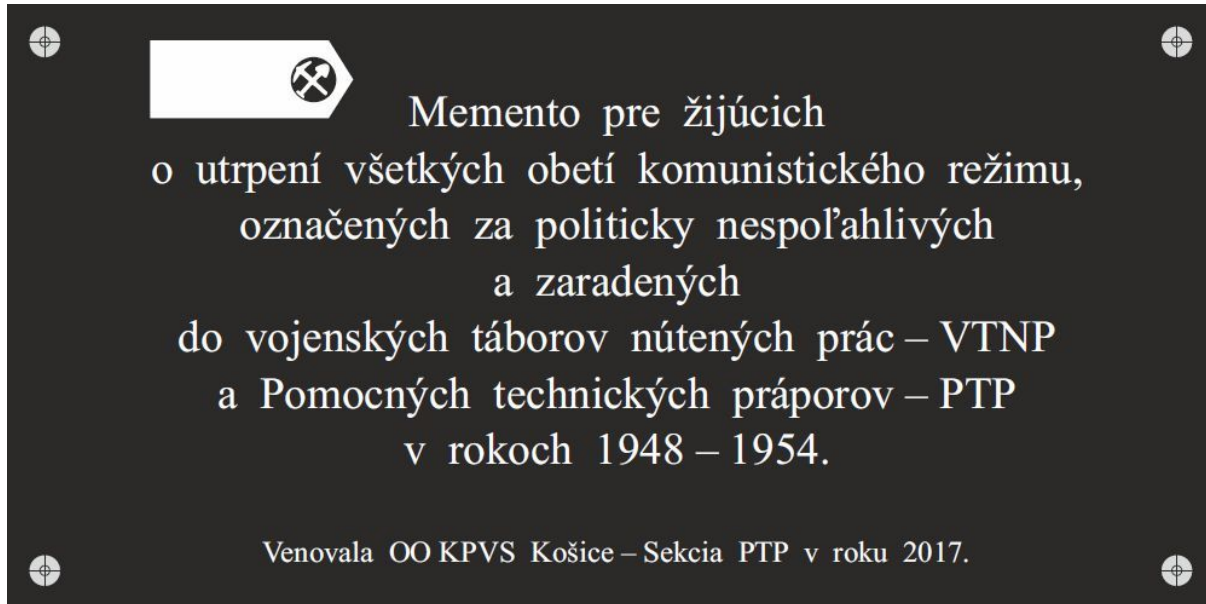 Memento pre žijúcich
o utrpení všetkých obetí komunistického režimu,
označených za politicky nespoľahlivých
a zaradených
do vojenských táborov nútených prác – VTNP
a Pomocných technických práporov – PTP
v rokoch 1948 – 1954.
Venovala OO KPVS Košice – Sekcia PTP v roku 2017.